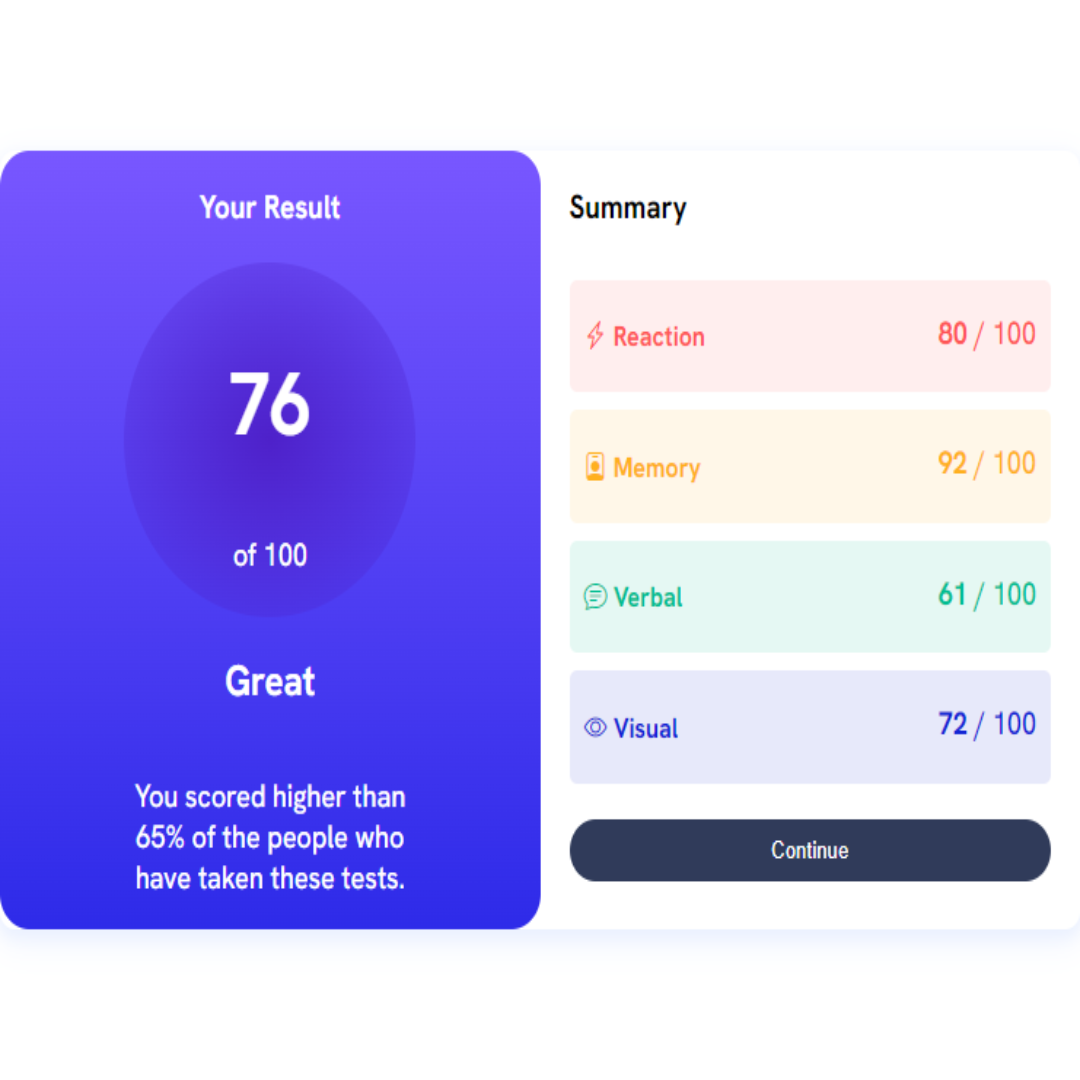 Your Result
76
of 100
Great
You scored higher than
65% of the people who
have taken these tests.
Summary
Reaction 80 / 100
Memory 92 / 100
Verbal 61 / 100
Visual 72 / 100
Continue